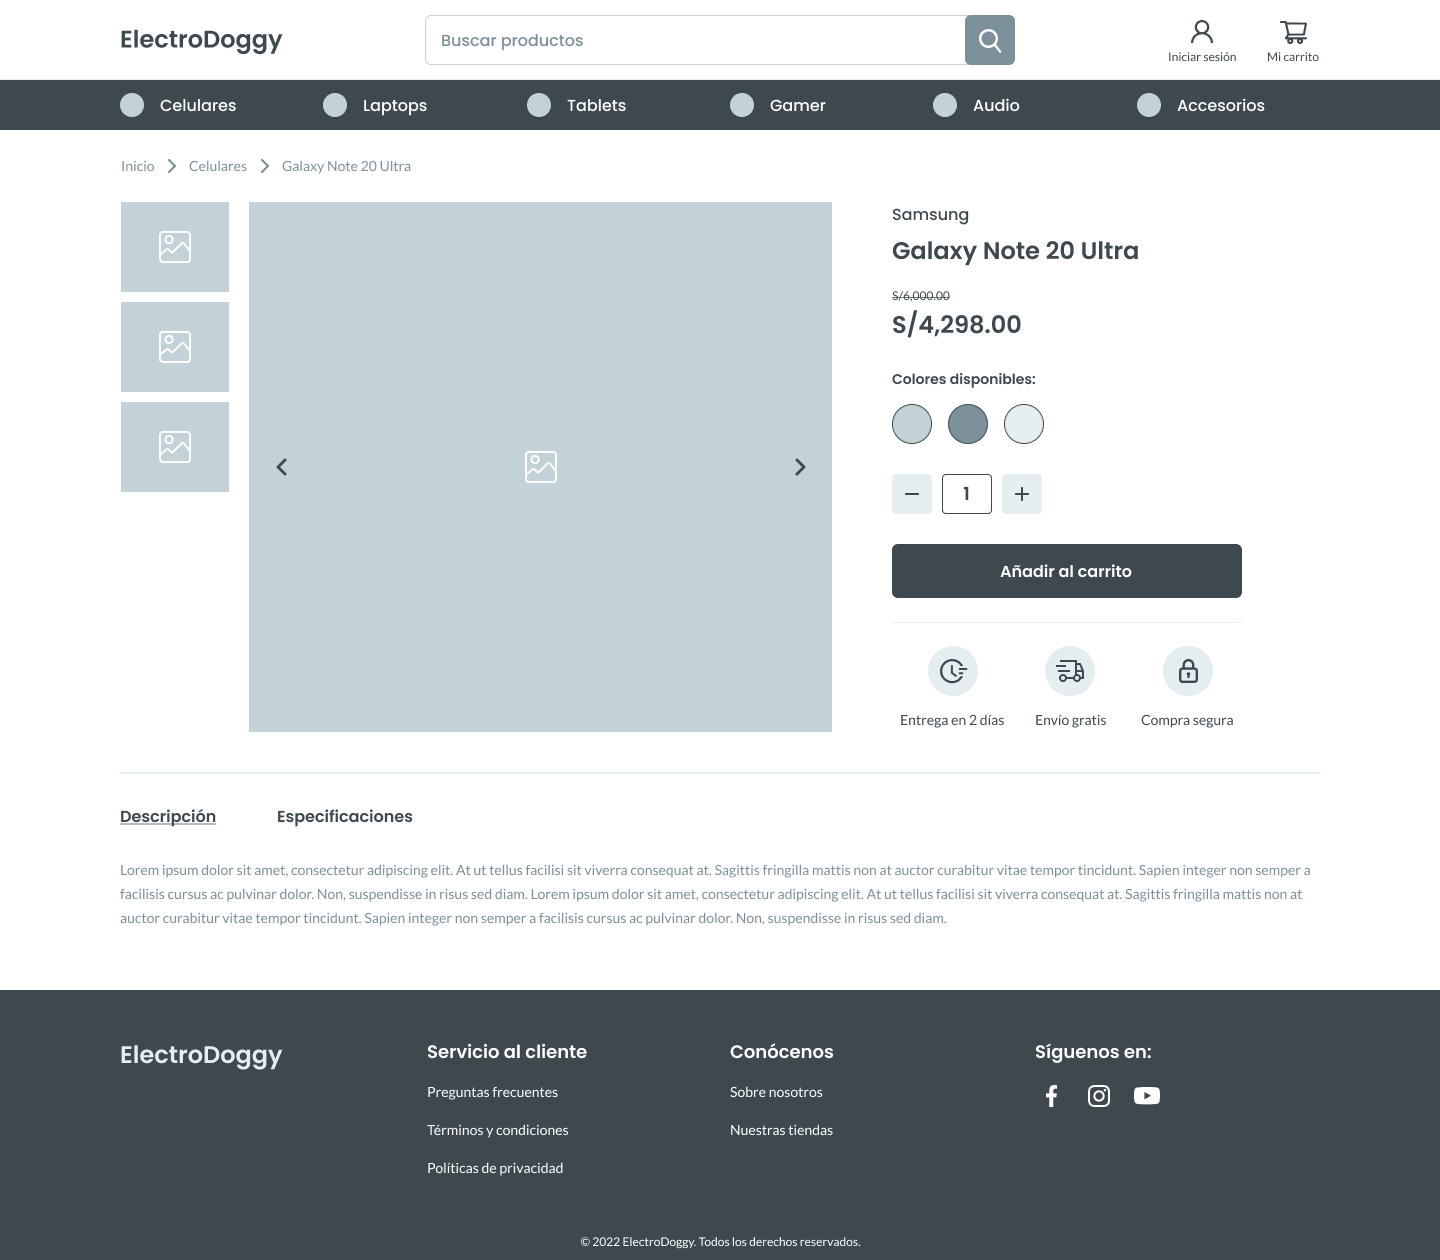 ElectroDoggy
Buscar productos
Iniciar sesión
Mi carrito
Celulares
Laptops
Tablets
Gamer
Audio
Accesorios
Inicio
Celulares
Galaxy Note 20 Ultra
Samsung
Galaxy Note 20 Ultra
S/6,000.00
S/4,298.00
Colores disponibles:
1
Añadir al carrito
Entrega en 2 días
Envío gratis
Compra segura
Descripción
Especificaciones
Lorem ipsum dolor sit amet, consectetur adipiscing elit. At ut tellus facilisi sit viverra consequat at. Sagittis fringilla mattis non at auctor curabitur vitae tempor tincidunt. Sapien integer non semper a
facilisis cursus ac pulvinar dolor. Non, suspendisse in risus sed diam. Lorem ipsum dolor sit amet, consectetur adipiscing elit. At ut tellus facilisi sit viverra consequat at. Sagittis fringilla mattis non at
auctor curabitur vitae tempor tincidunt. Sapien integer non semper a facilisis cursus ac pulvinar dolor. Non, suspendisse in risus sed diam.
ElectroDoggy
Servicio al cliente
Preguntas frecuentes
Términos y condiciones
Políticas de privacidad
Conócenos
Sobre nosotros
Nuestras tiendas
Síguenos en:
© 2022 ElectroDoggy. Todos los derechos reservados.